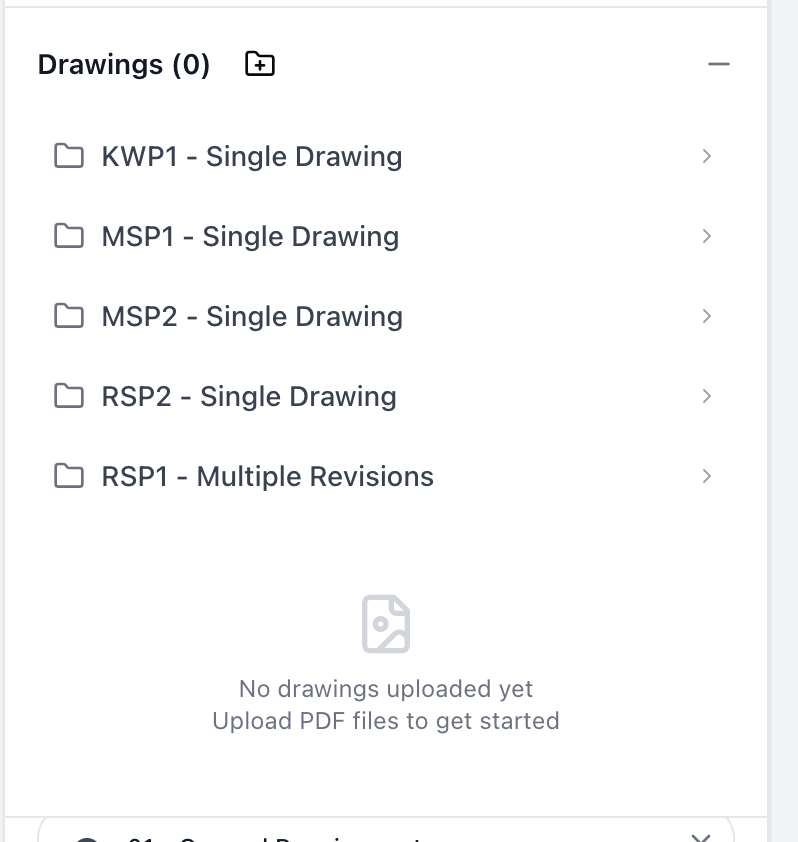 Drawings (0)
KWP1 - Single Drawing
MSP1 - Single Drawing
MSP2 - Single Drawing
RSP2 - Single Drawing
RSP1 - Multiple Revisions
No drawings uploaded yet
Upload PDF files to get started